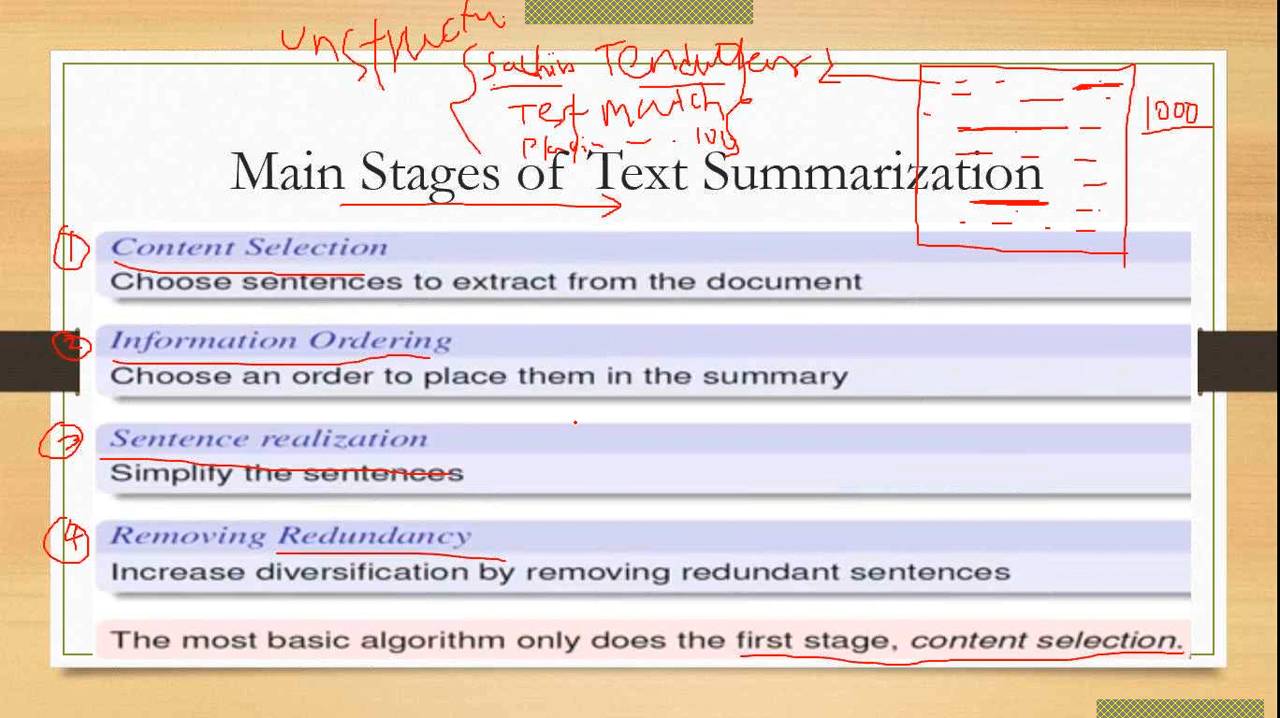 Tendulkar
Test match
1000
Main Stages of Text Summarization
1
Content Selection
Choose sentences to extract from the document
2
Information Ordering
Choose an order to place them in the summary
3
Sentence realization
Simplify the sentences
4
Removing Redundancy
Increase diversification by removing redundant sentences
The most basic algorithm only does the first stage, content selection.